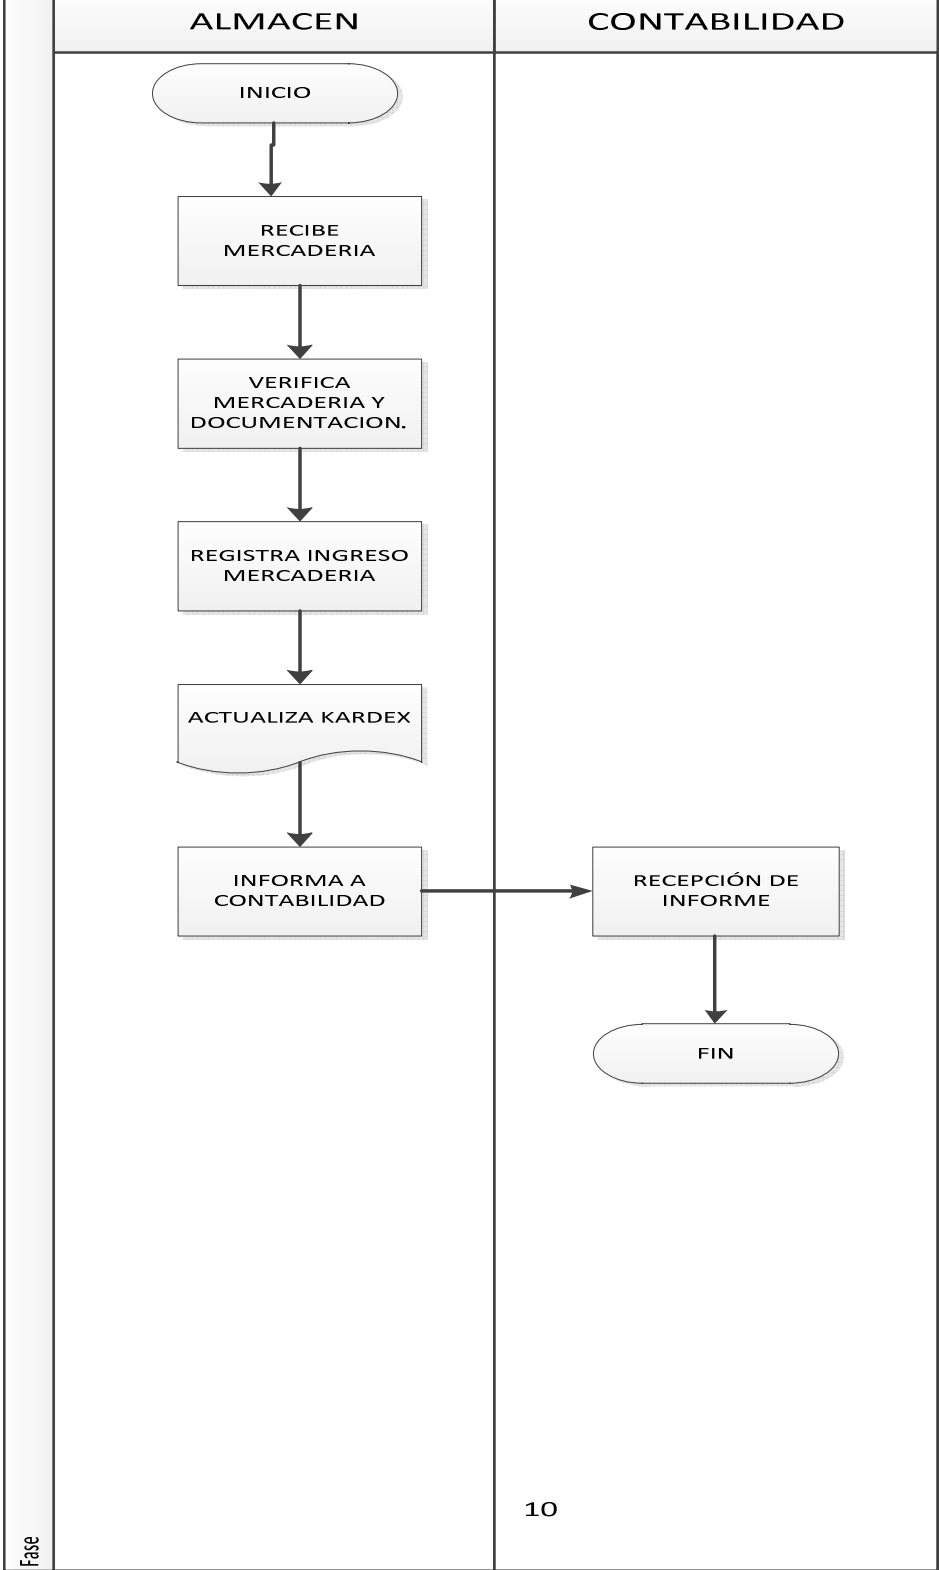 ALMACEN
CONTABILIDAD
INICIO
RECIBE
MERCADERIA
VERIFICA
MERCADERIA Y
DOCUMENTACION.
REGISTRA INGRESO
MERCADERIA
ACTUALIZA KARDEX
INFORMA A
CONTABILIDAD
RECEPCIÓN DE
INFORME
FIN
10
Fase